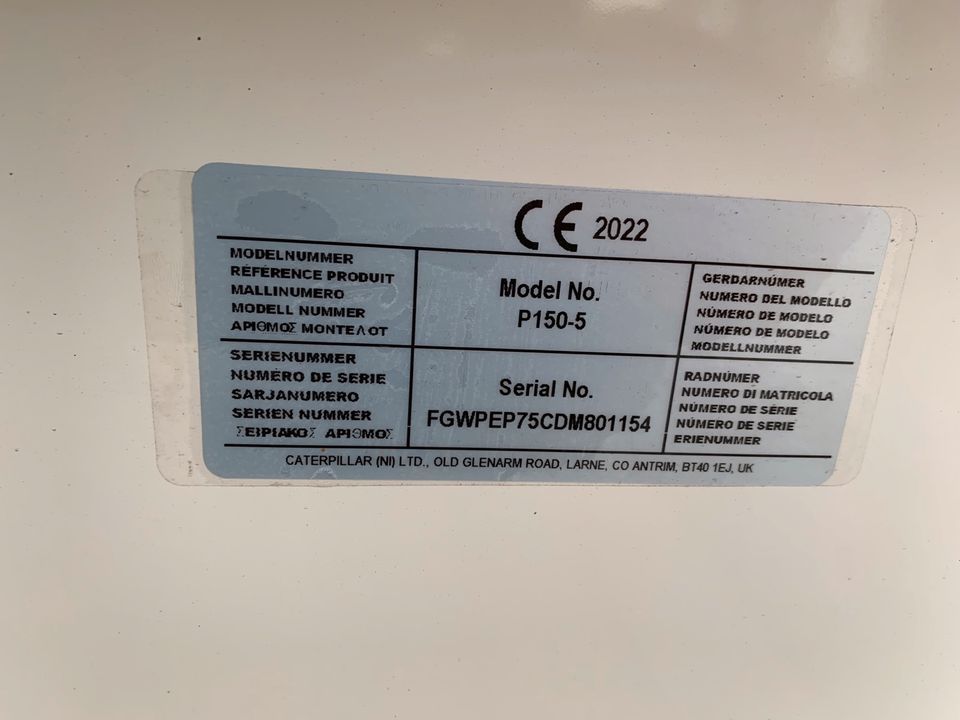 CE 2022
MODELNUMMER
RÉFÉRENCE PRODUIT
MALLINUMERO
MODELL NUMMER
ΑΡΙΘΜΟΣ ΜΟΝΤΕΛΟΤ
Model No.
P150-5
GERDARNÚMER
NUMERO DEL MODELLO
NÚMERO DE MODELO
NÚMERO DE MODELO
MODELLNUMMER
SERIENUMMER
NUMÉRO DE SERIE
SARJANUMERO
SERIEN NUMMER
ΣΕΙΡΙΑΚΟΣ ΑΡΙΘΜΟΣ
Serial No.
FGWPEP75CDM801154
RADNÚMER
NUMERO DI MATRICOLA
NÚMERO DE SÉRIE
NÚMERO DE SERIE
ERIENUMMER
CATERPILLAR (NI) LTD., OLD GLENARM ROAD, LARNE, CO ANTRIM, BT40 1EJ, UK